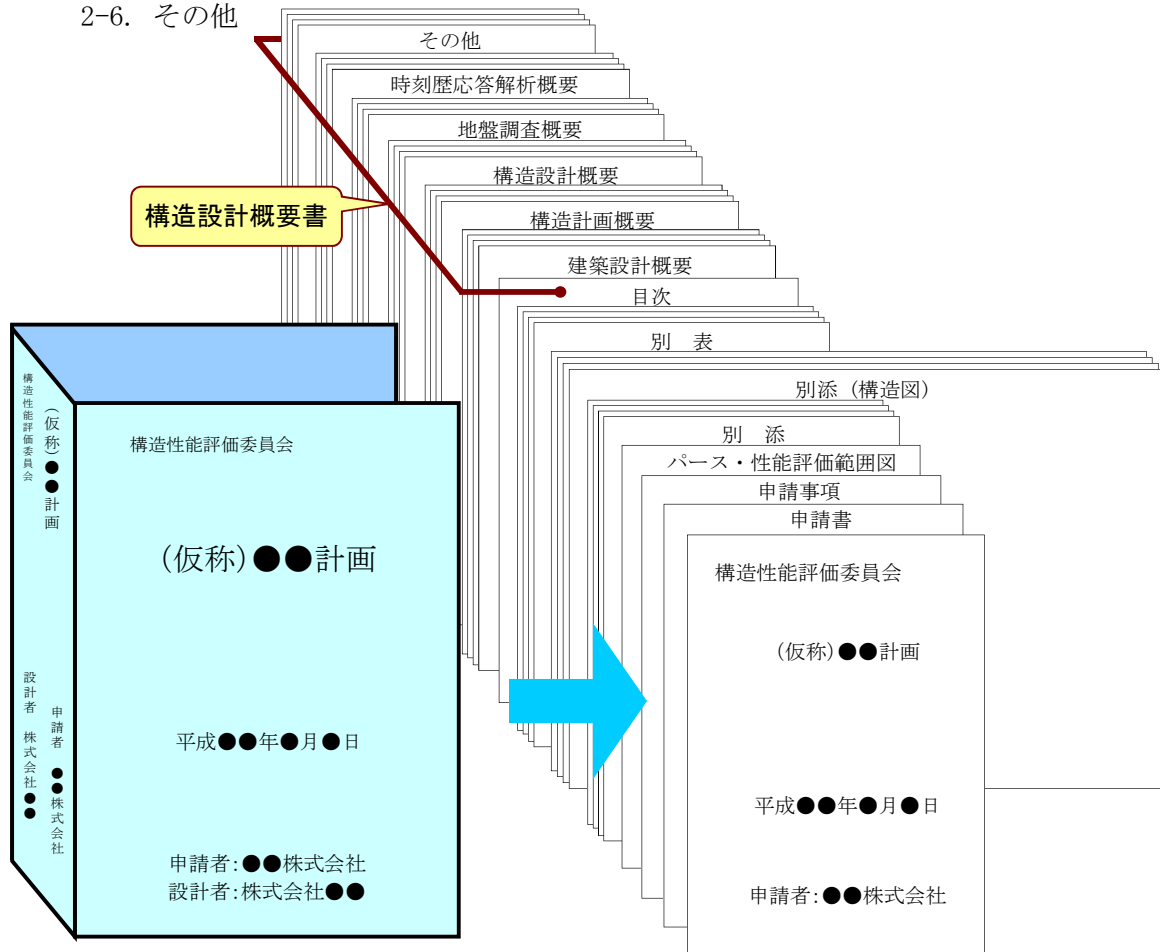 2-6. その他
その他
時刻歴応答解析概要
地盤調査概要
構造設計概要
構造設計概要書
構造計画概要
建築設計概要
目次
別　表
別添（構造図）
別　添
パース・性能評価範囲図
申請事項
申請書
構造性能評価委員会
(仮称)●●計画
平成●●年●月●日
申請者:●●株式会社
構造性能評価委員会
(仮称)●●計画
平成●●年●月●日
申請者:●●株式会社
設計者:株式会社●●
(仮称)●●計画
構造性能評価委員会
申請者　●●株式会社
設計者　株式会社●●